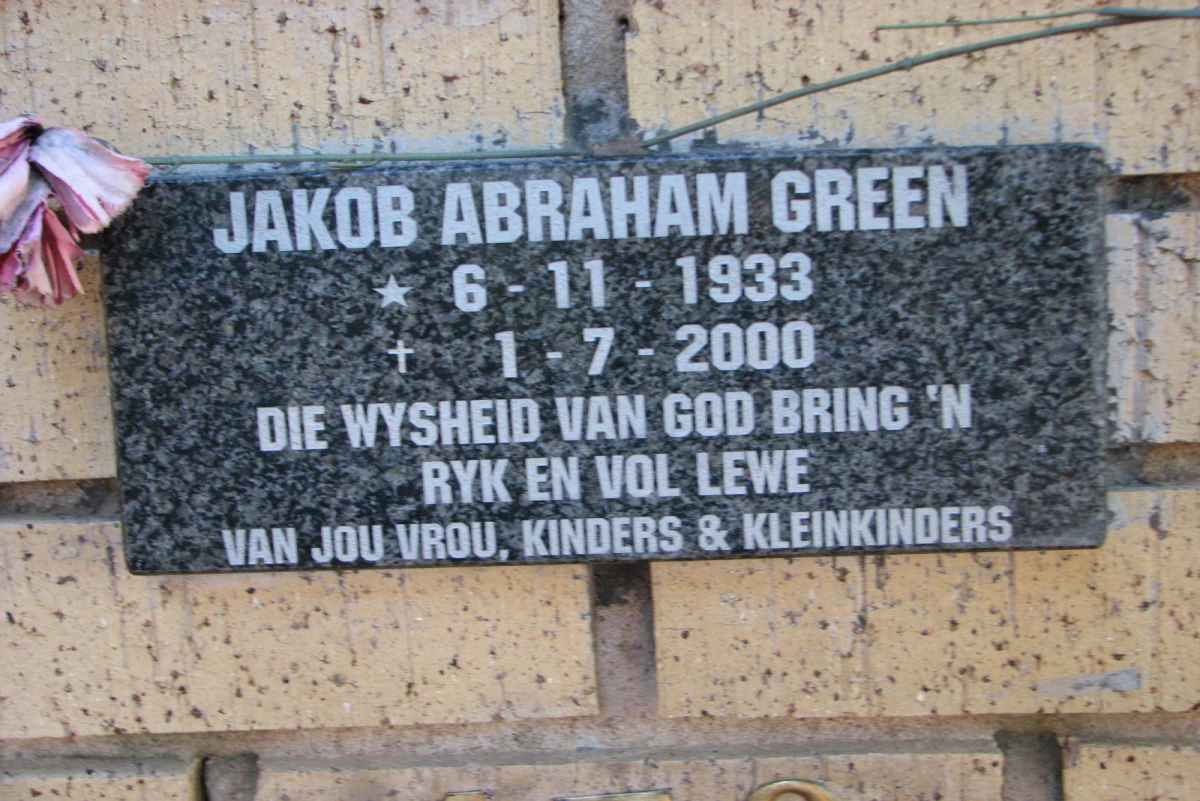 JAKOB ABRAHAM GREEN
★ 6 - 11 - 1933
✝ 1 - 7 - 2000
DIE WYSHEID VAN GOD BRING 'N
RYK EN VOL LEWE
VAN JOU VROU, KINDERS & KLEINKINDERS